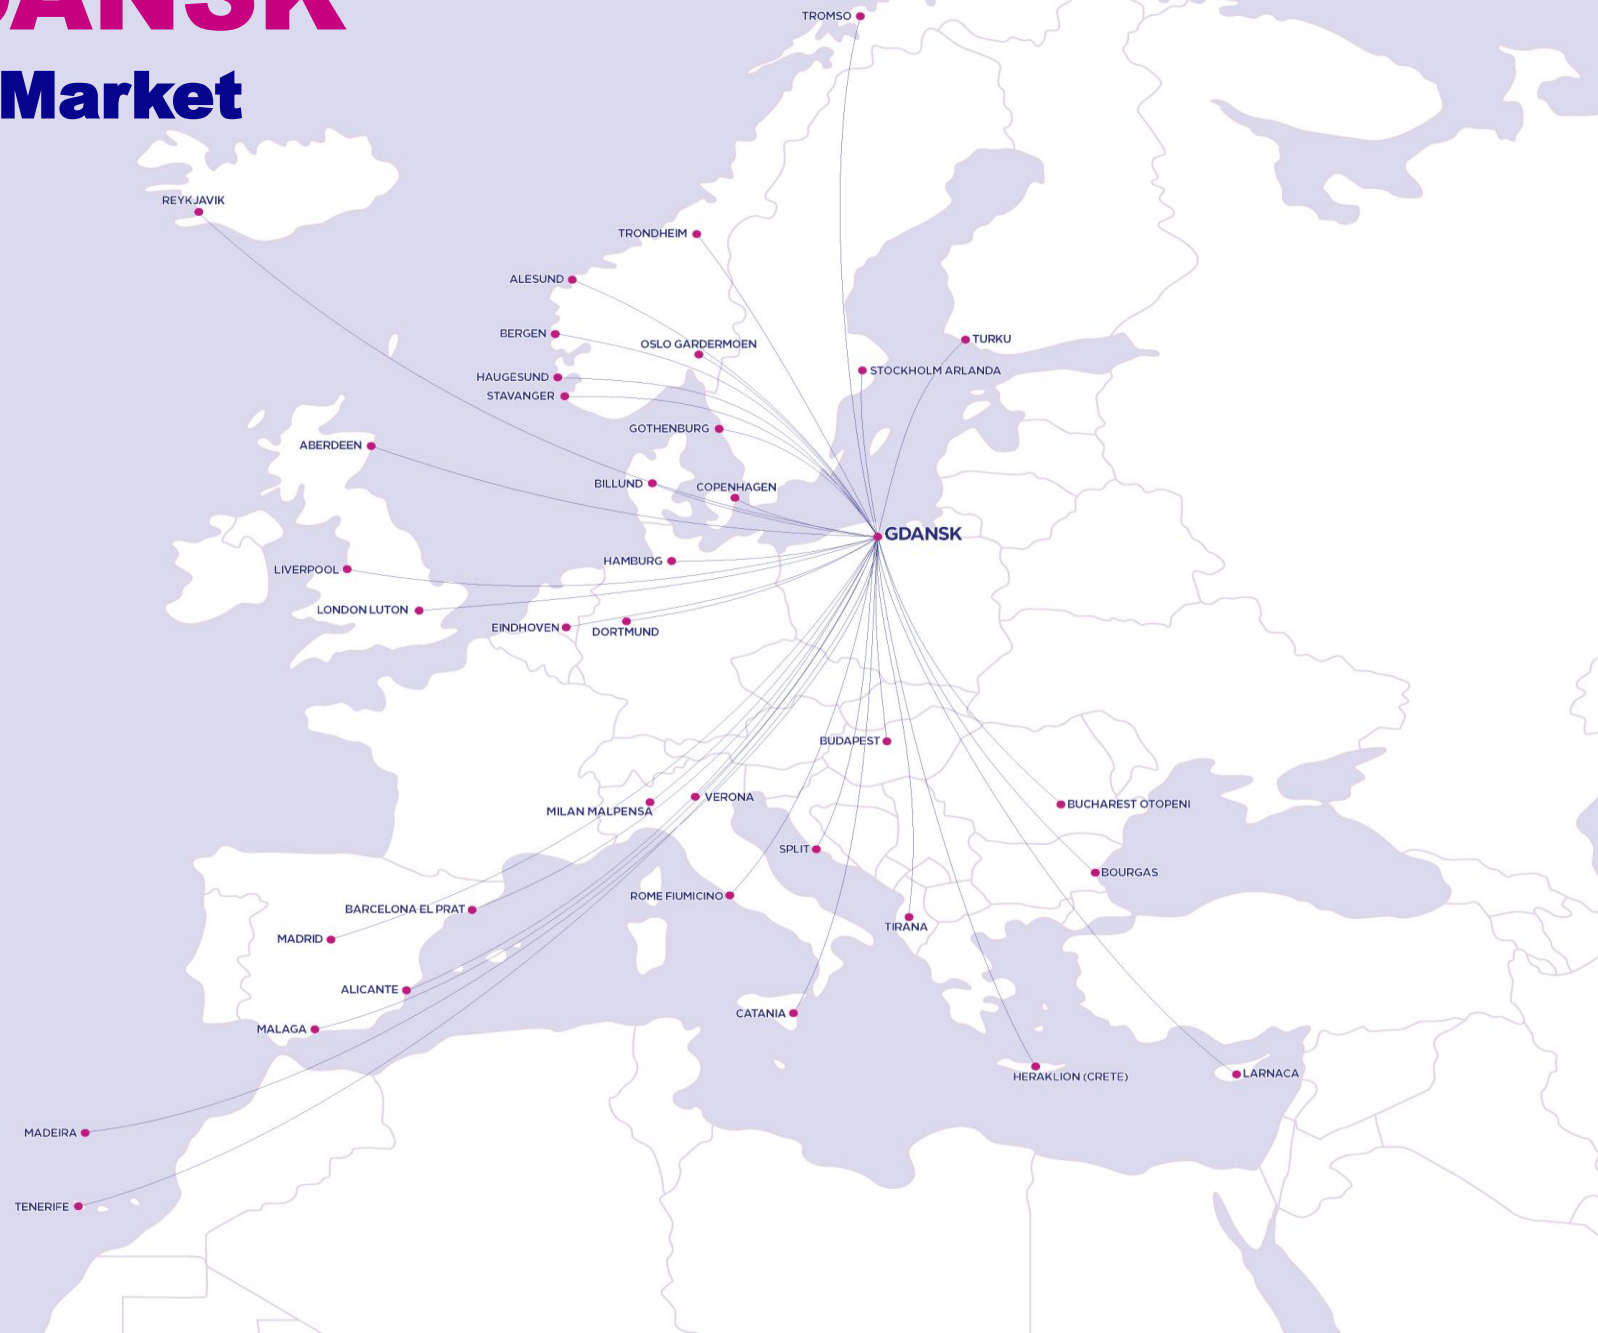 DANSK
Market
TROMSO
REYKJAVIK
TRONDHEIM
ALESUND
BERGEN
OSLO GARDERMOEN
TURKU
STOCKHOLM ARLANDA
HAUGESUND
STAVANGER
GOTHENBURG
ABERDEEN
BILLUND
COPENHAGEN
GDANSK
HAMBURG
LIVERPOOL
LONDON LUTON
EINDHOVEN
DORTMUND
BUDAPEST
VERONA
MILAN MALPENSA
BUCHAREST OTOPENI
SPLIT
BOURGAS
ROME FIUMICINO
BARCELONA EL PRAT
TIRANA
MADRID
ALICANTE
CATANIA
MALAGA
HERAKLION (CRETE)
LARNACA
MADEIRA
TENERIFE